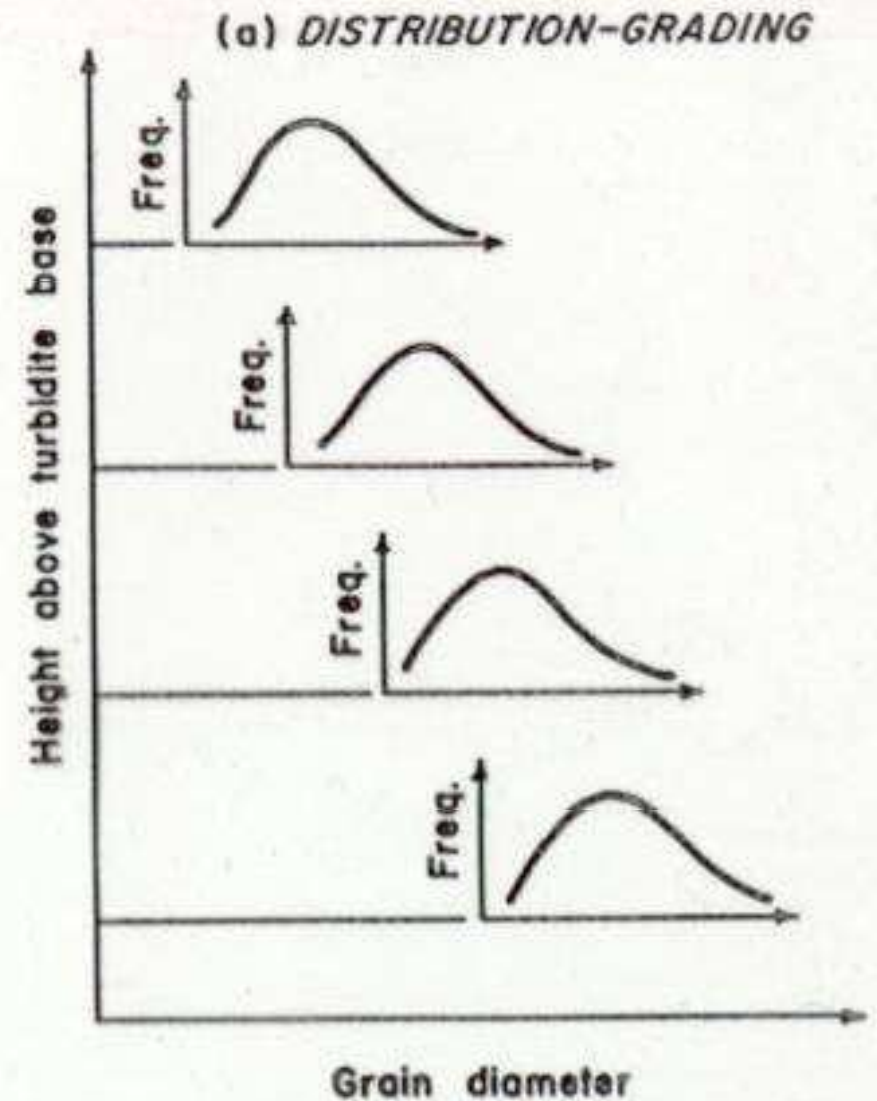 (a) DISTRIBUTION-GRADING
Freq.
Freq.
Freq.
Freq.
Height above turbidite base
Grain diameter